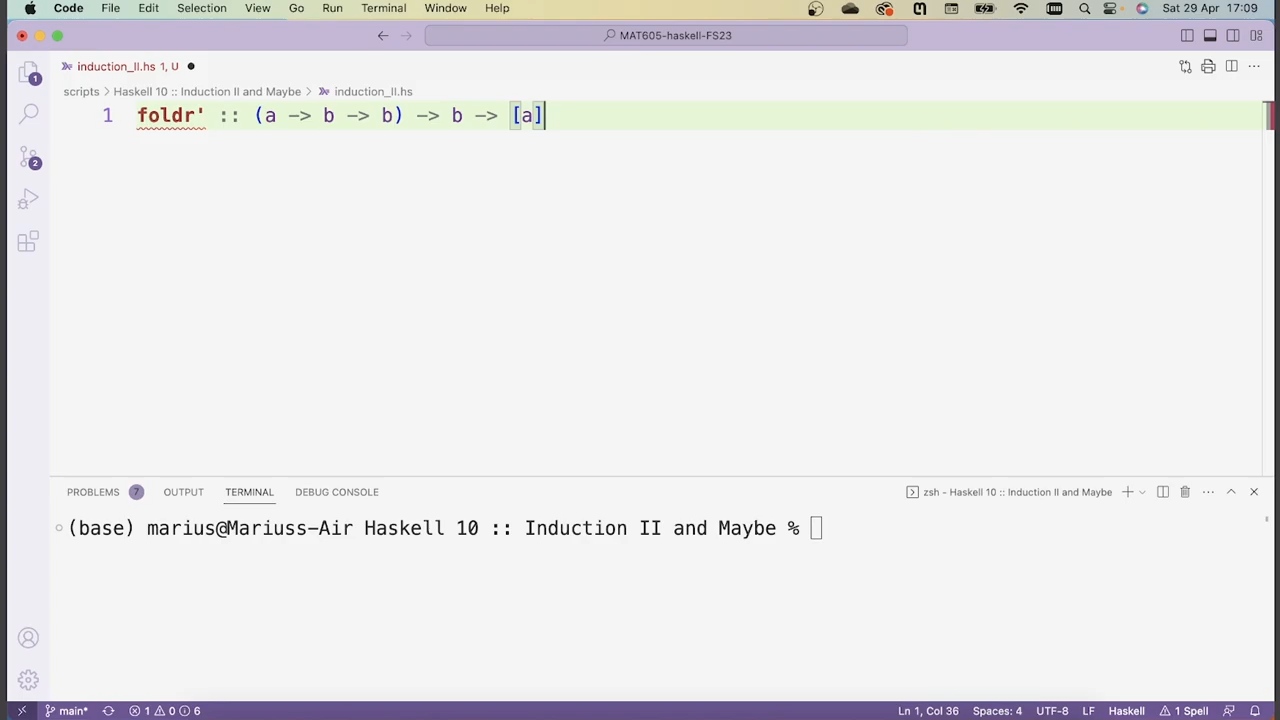 Code File Edit Selection View Go Run Terminal Window Help Sat 29 Apr 17:09
MAT605-haskell-FS23
induction_II.hs 1, U
scripts > Haskell 10 :: Induction II and Maybe > induction_II.hs
1 foldr' :: (a -> b -> b) -> b -> [a]
PROBLEMS 7 OUTPUT TERMINAL DEBUG CONSOLE zsh - Haskell 10 :: Induction II and Maybe
(base) marius@Mariuss-Air Haskell 10 :: Induction II and Maybe %
1
2
main* 1 0 6 Ln 1, Col 36 Spaces: 4 UTF-8 LF Haskell 1 Spell